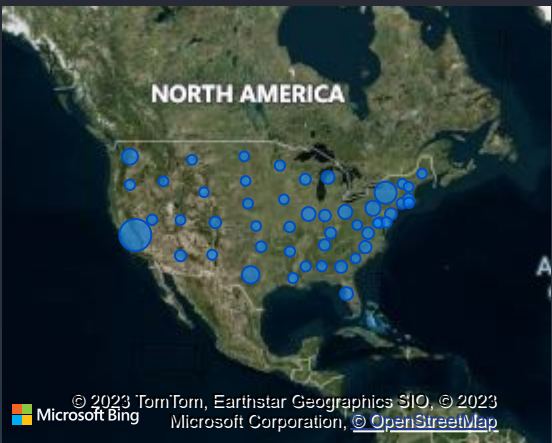 NORTH AMERICA
A
© 2023 TomTom, Earthstar Geographics SIO, © 2023
Microsoft Bing
Microsoft Corporation, © OpenStreetMap